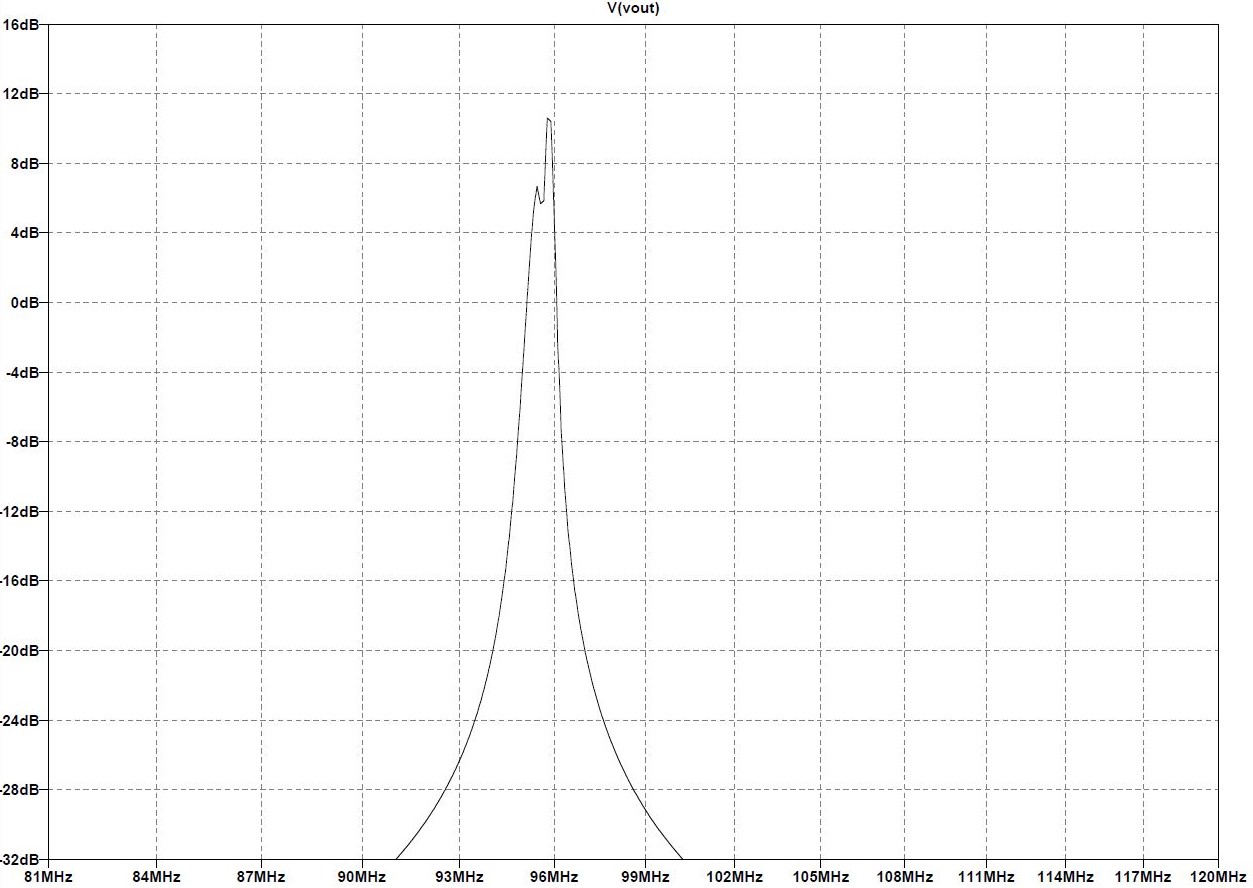 V(vout)
16dB
12dB
8dB
4dB
0dB
-4dB
-8dB
-12dB
-16dB
-20dB
-24dB
-28dB
-32dB
81MHz 84MHz 87MHz 90MHz 93MHz 96MHz 99MHz 102MHz 105MHz 108MHz 111MHz 114MHz 117MHz 120MHz